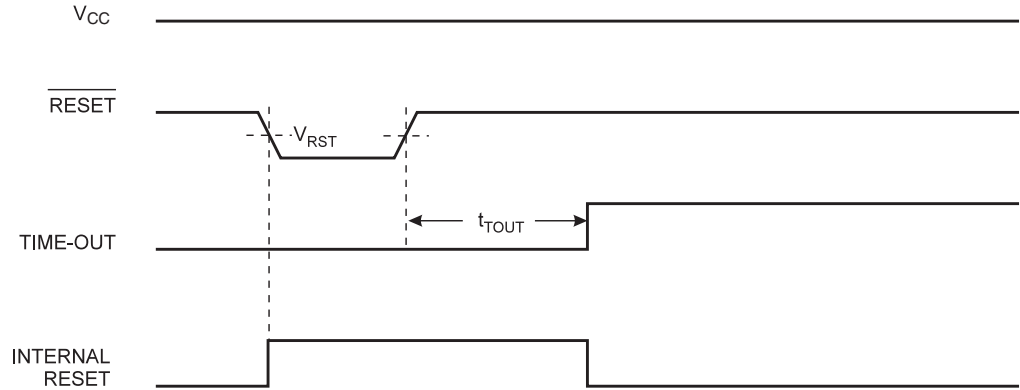 VCC
RESET
VRST
tTOUT
TIME-OUT
INTERNAL
RESET